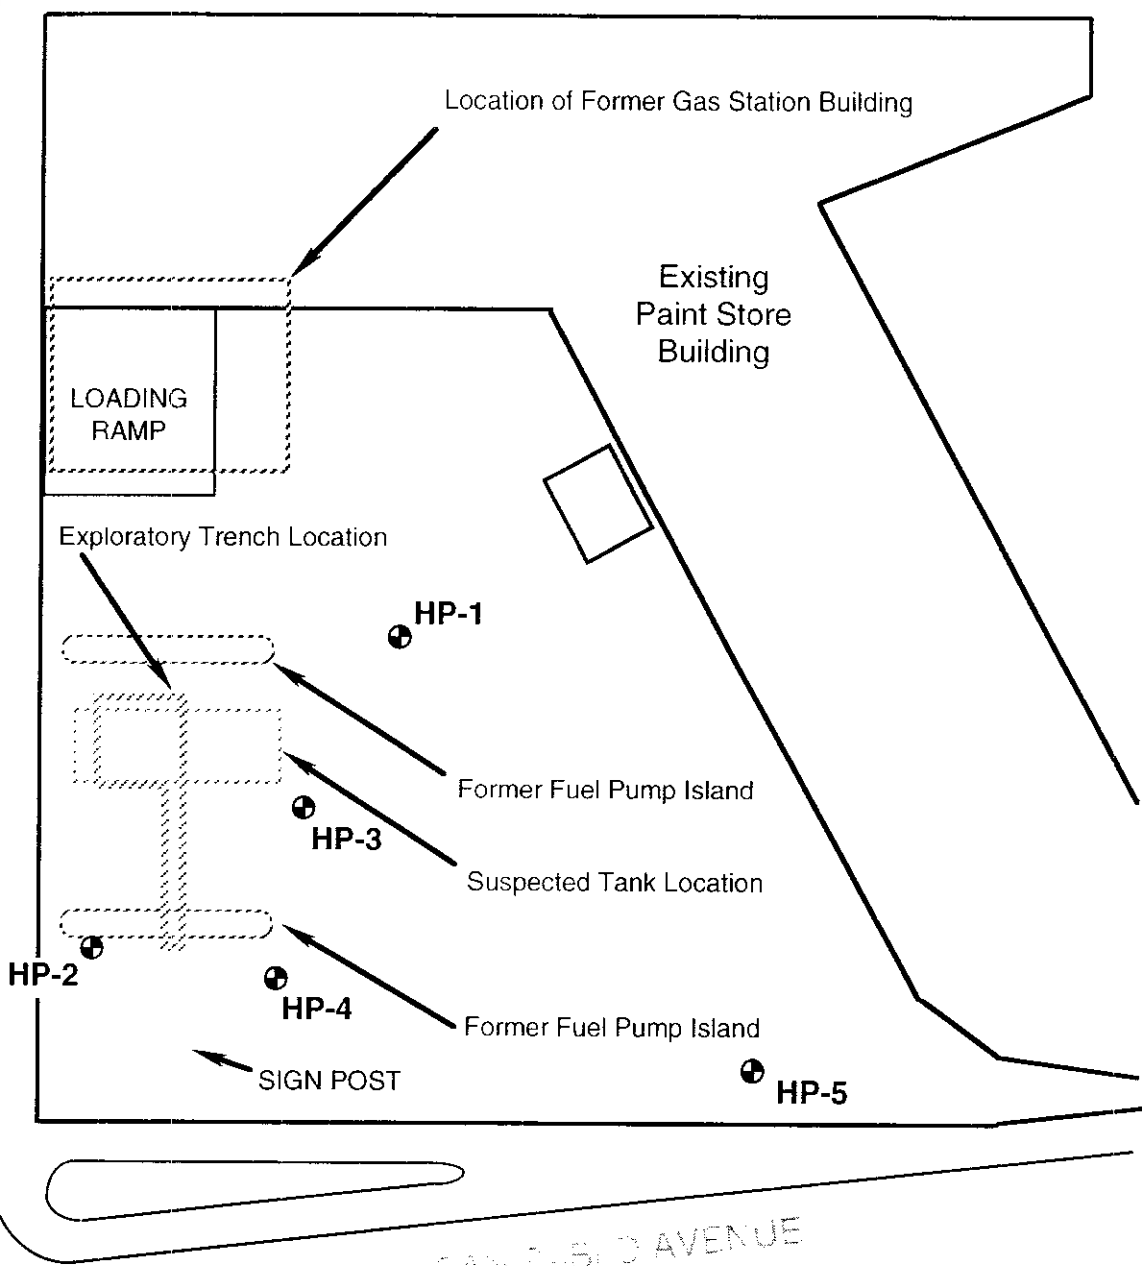 Location of Former Gas Station Building
Existing
Paint Store
Building
LOADING
RAMP
Exploratory Trench Location
HP-1
Former Fuel Pump Island
HP-3
Suspected Tank Location
HP-2
HP-4
Former Fuel Pump Island
SIGN POST
HP-5
AVENUE